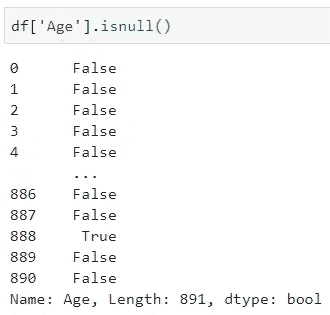 df['Age'].isnull()
0 False
1 False
2 False
3 False
4 False
...
886 False
887 False
888 True
889 False
890 False
Name: Age, Length: 891, dtype: bool